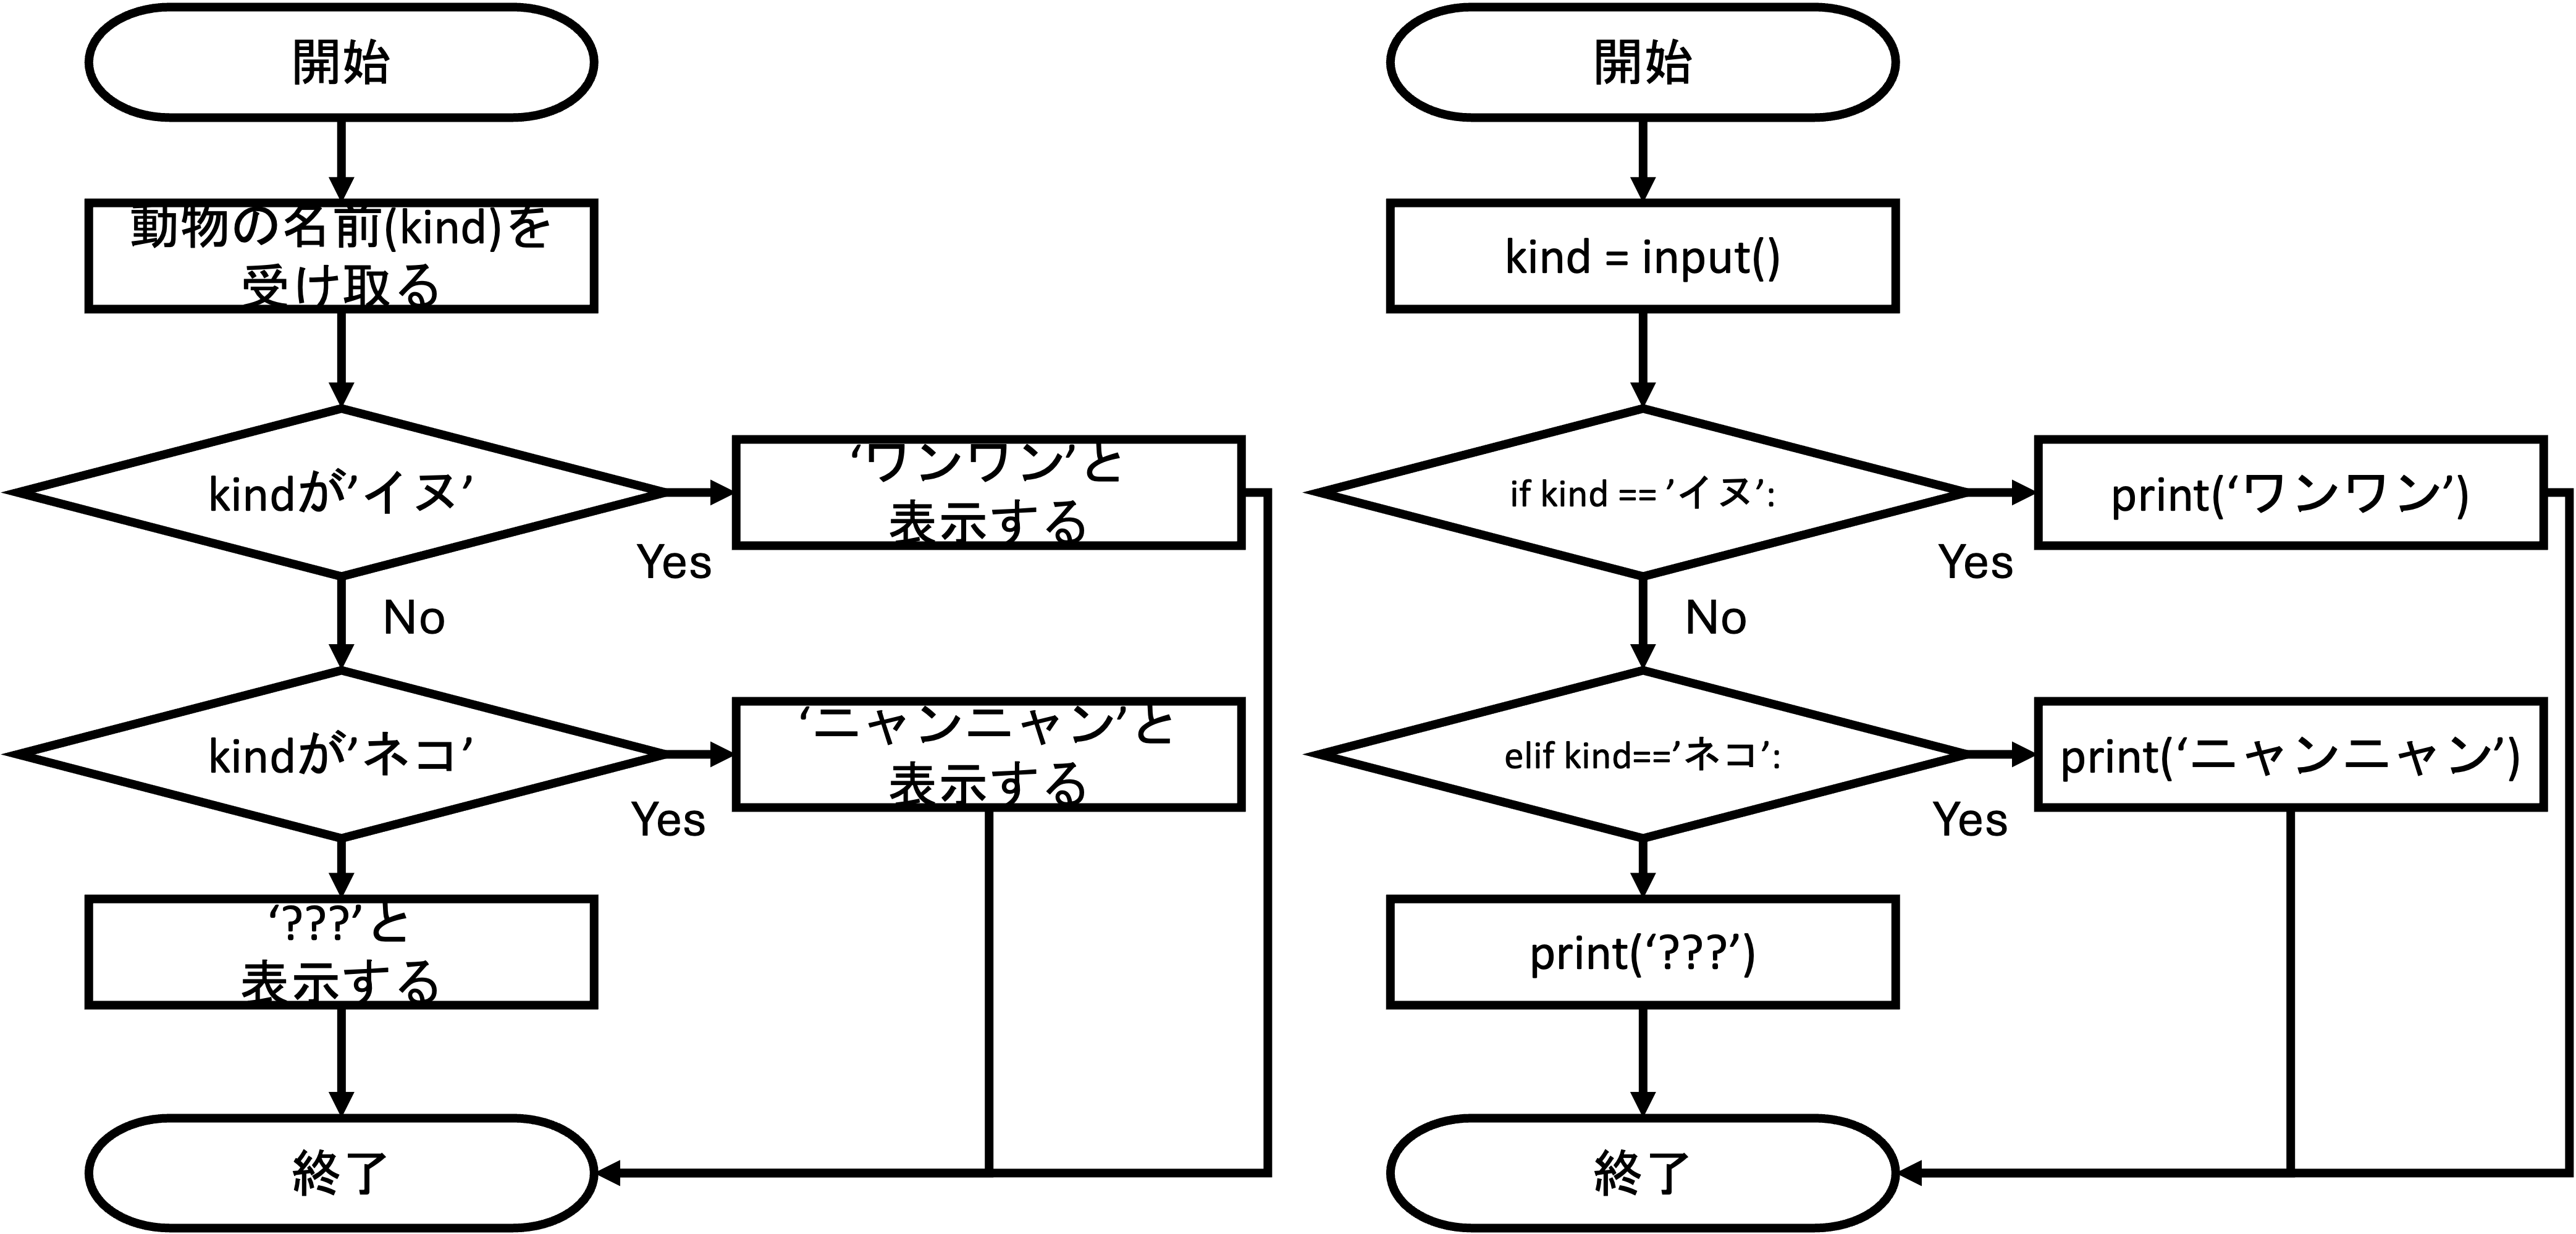 開始
動物の名前(kind)を
受け取る
kindが’イヌ’
Yes
‘ワンワン’と
表示する
No
kindが’ネコ’
Yes
‘ニャンニャン’と
表示する
‘???’と
表示する
終了
開始
kind = input()
if kind == ’イヌ’:
Yes
print(‘ワンワン’)
No
elif kind==’ネコ’:
Yes
print(‘ニャンニャン’)
print(‘???’)
終了